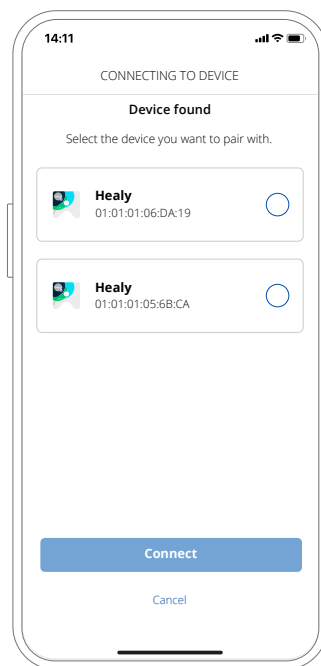 14:11
CONNECTING TO DEVICE
Device found
Select the device you want to pair with.
Healy
01:01:01:06:DA:19
Healy
01:01:01:05:6B:CA
Connect
Cancel